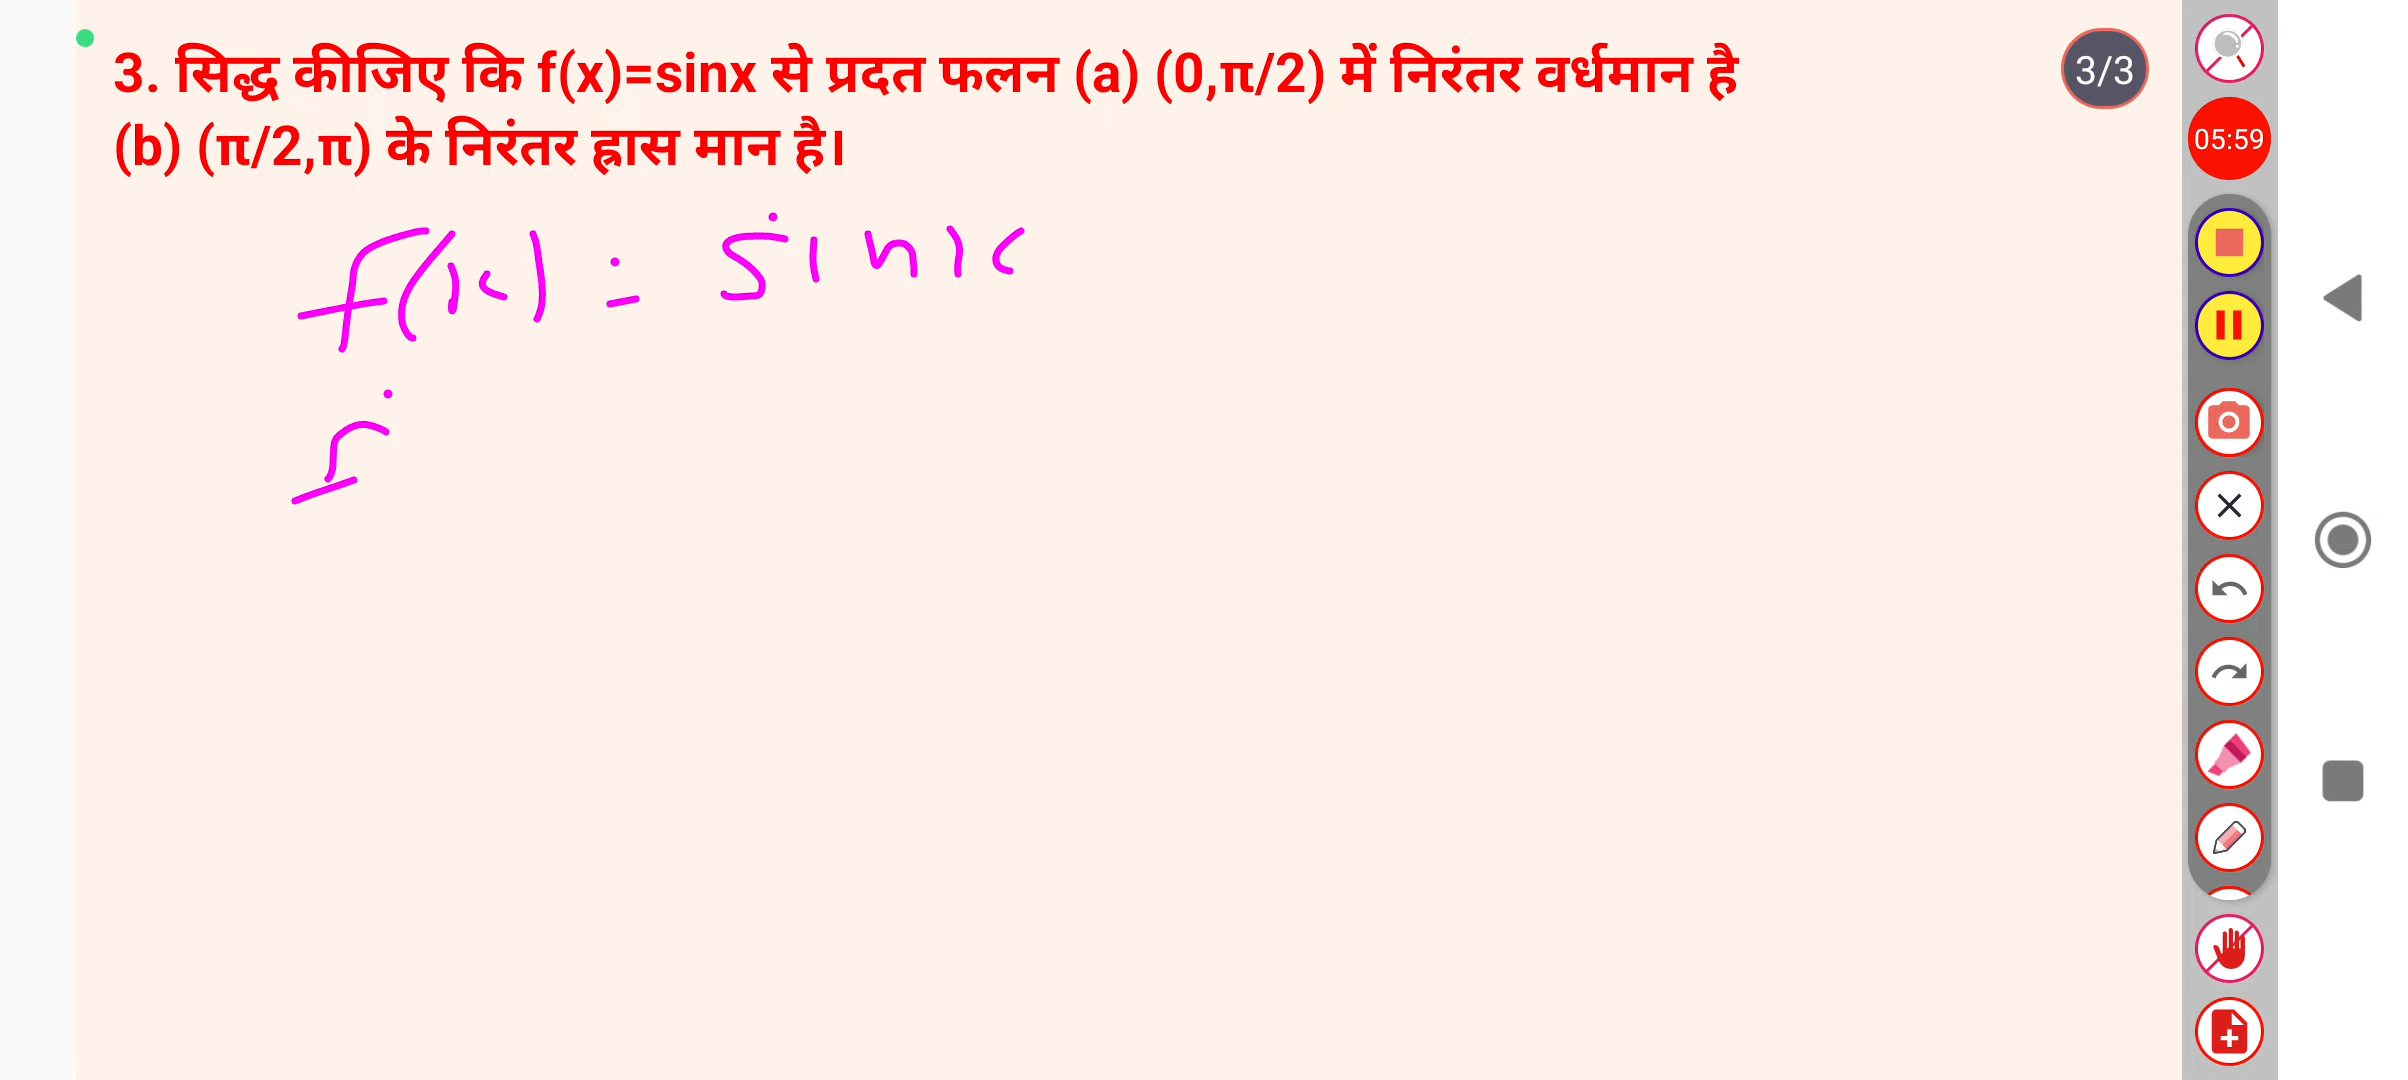 3. सिद्ध कीजिए कि f(x)=sinx से प्रदत फलन (a) (0,π/2) में निरंतर वर्धमान है
(b) (π/2,π) के निरंतर ह्रास मान है।
f(x) = sinx
3/3
05:59